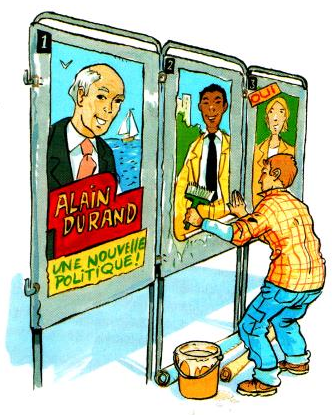 1
ALAIN
DURAND
UNE NOUVELLE
POLITIQUE!
2
3
OUI